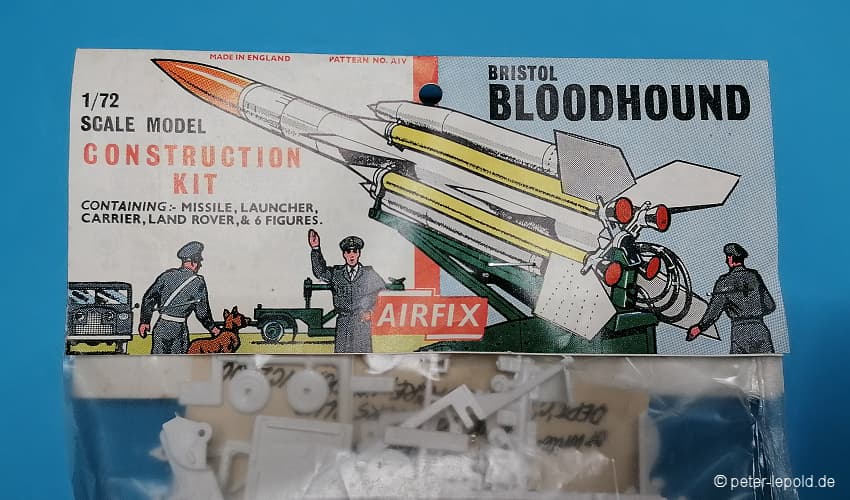 MADE IN ENGLAND
PATTERN NO. A1V
1/72
SCALE MODEL
CONSTRUCTION
KIT
CONTAINING:- MISSILE, LAUNCHER,
CARRIER, LAND ROVER, & 6 FIGURES.
BRISTOL
BLOODHOUND
AIRFIX
© peter-lepold.de